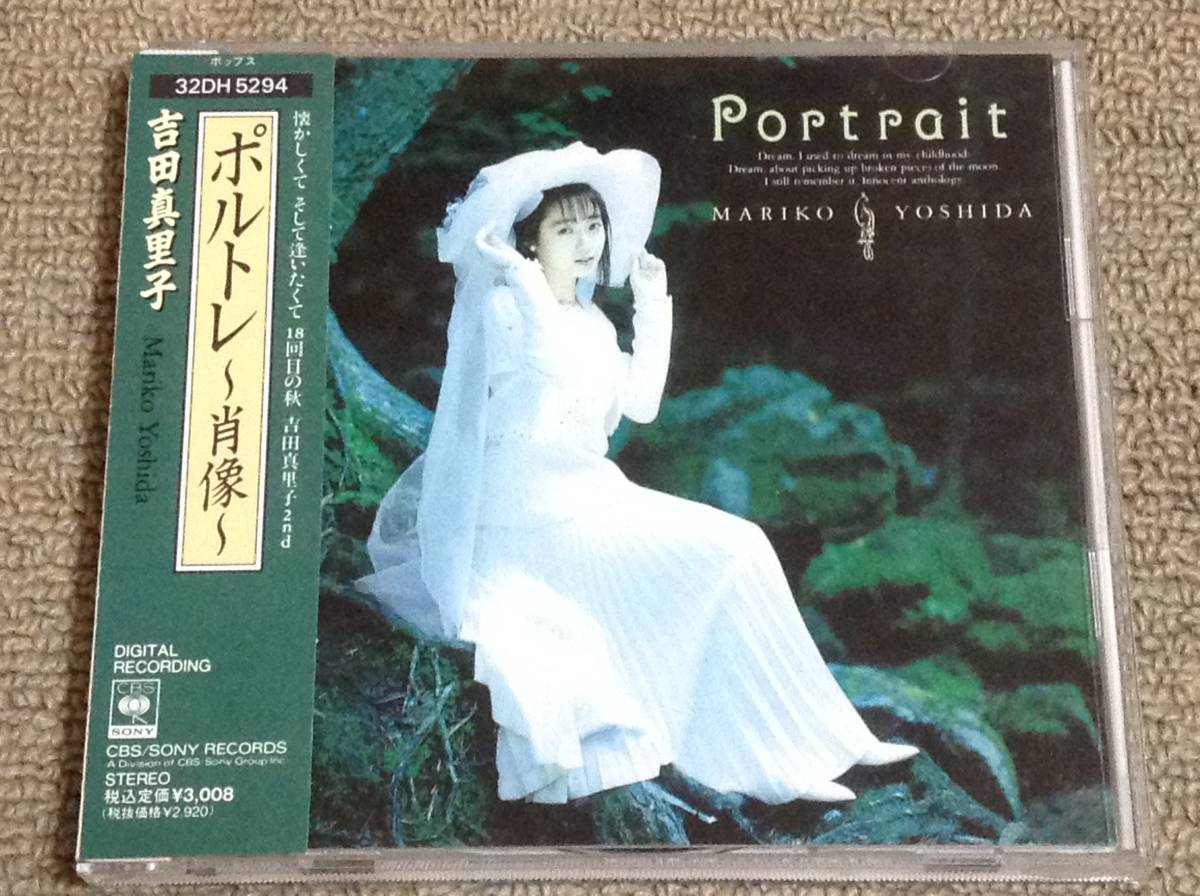 ポップス
32DH 5294
懐かしくて そして逢いたくて 18回目の秋 吉田真里子2nd
ポルトレ～肖像～
吉田真里子
Mariko Yoshida
DIGITAL
RECORDING
CBS
SONY
CBS/SONY RECORDS
A Division of CBS/Sony Group Inc.
STEREO
税込定価¥3,008
(税抜価格¥2,920)
Portrait
Dream, I used to dream in my childhood.
Dream, about picking up broken pieces of the moon
I still remember it. Innocent anthology.
MARIKO YOSHIDA